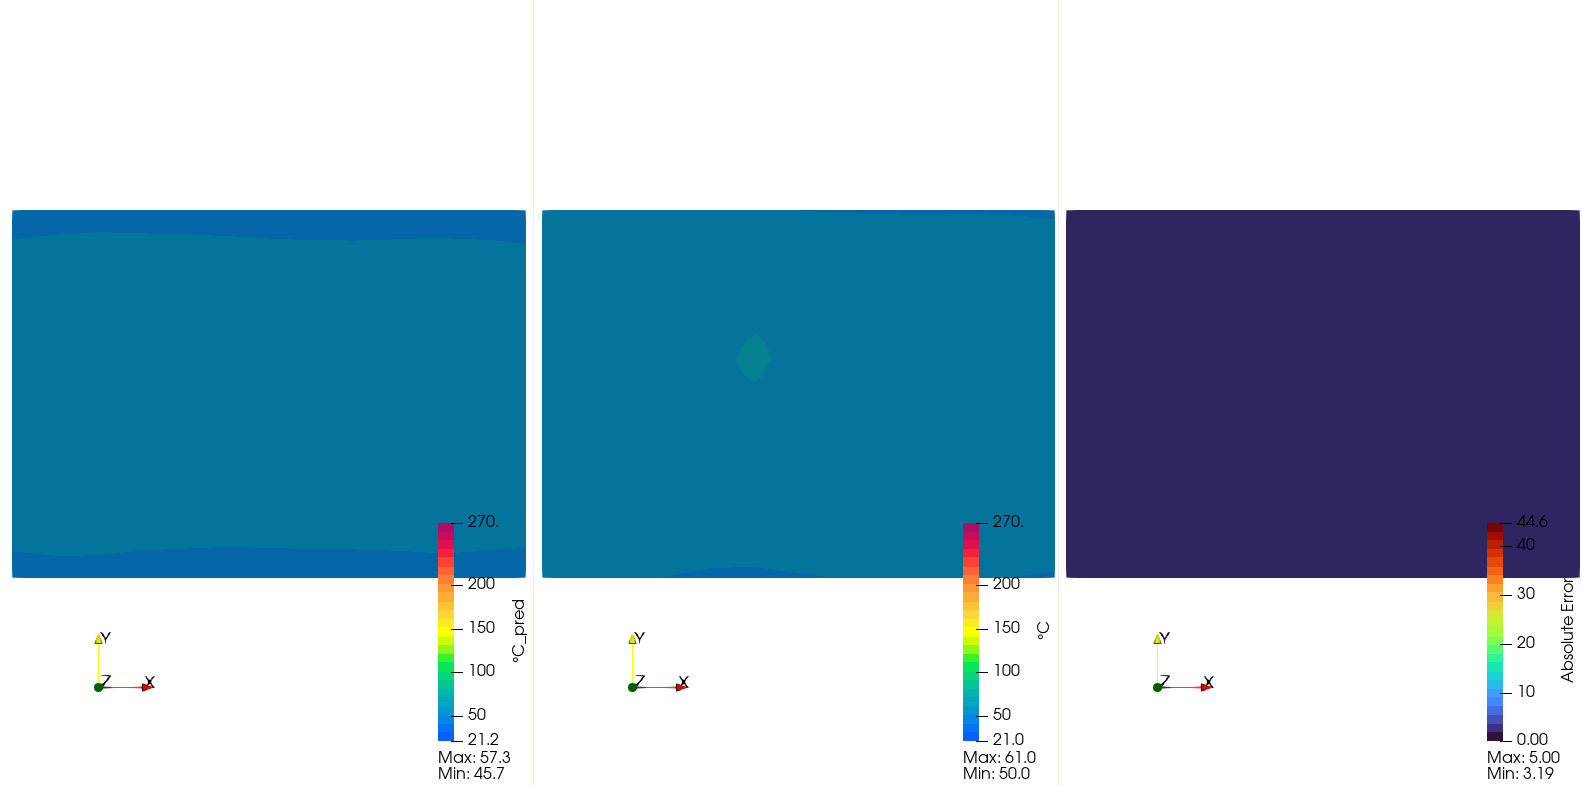 270.
200
150
100
50
21.2
°C_pred
Max: 57.3
Min: 45.7
Y
Z
X
270.
200
150
100
50
21.0
°C
Max: 61.0
Min: 50.0
Y
Z
X
44.6
40
30
20
10
0.00
Absolute Error
Max: 5.00
Min: 3.19
Y
Z
X